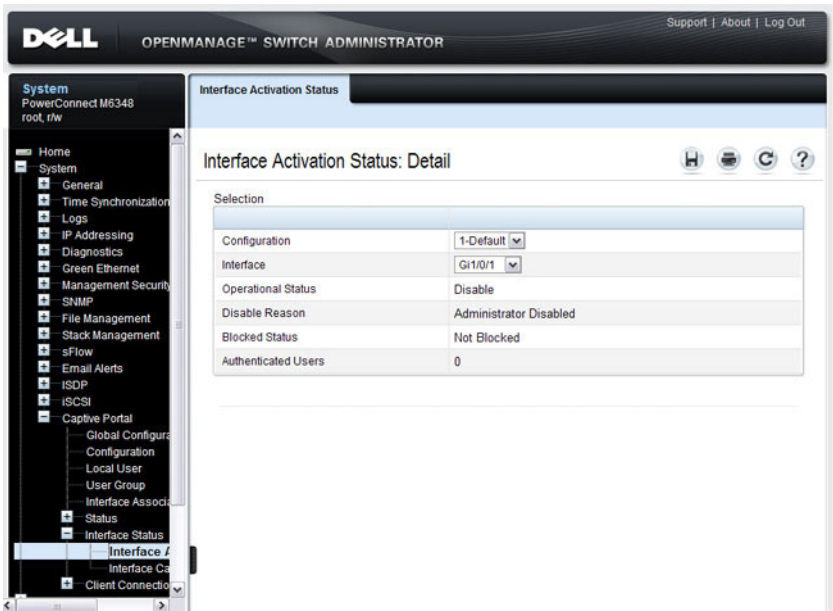 Support | About | Log Out
DELL
OPENMANAGE™ SWITCH ADMINISTRATOR
System
PowerConnect M6348
root, r/w
Home
System
General
Time Synchronization
Logs
IP Addressing
Diagnostics
Green Ethernet
Management Security
SNMP
File Management
Stack Management
sFlow
Email Alerts
ISDP
iSCSI
Captive Portal
Global Configura
Configuration
Local User
User Group
Interface Associa
Status
Interface Status
Interface A
Interface Ca
Client Connectio
Interface Activation Status
Interface Activation Status: Detail
Selection
Configuration 1-Default
Interface Gi1/0/1
Operational Status Disable
Disable Reason Administrator Disabled
Blocked Status Not Blocked
Authenticated Users 0